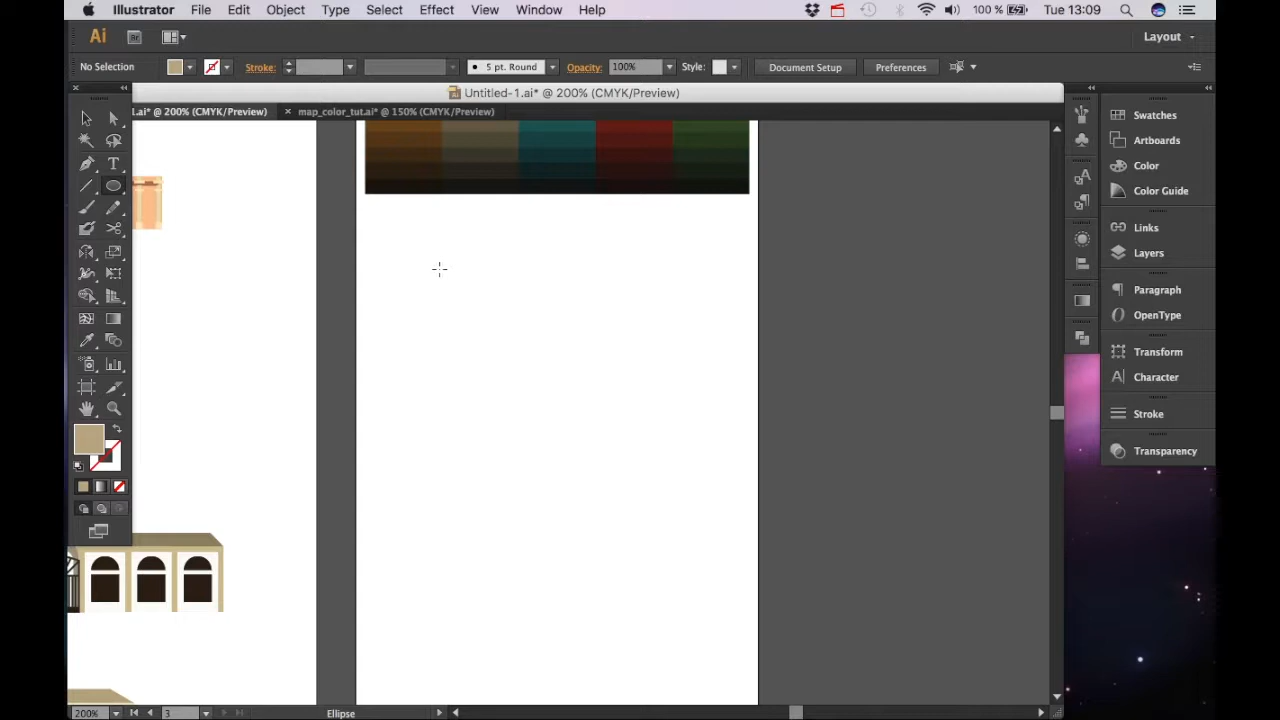 Illustrator File Edit Object Type Select Effect View Window Help 100 % Tue 13:09
Ai Br Layout
No Selection Stroke: 5 pt. Round Opacity: 100% Style: Document Setup Preferences
Untitled-1.ai* @ 200% (CMYK/Preview)
1.ai* @ 200% (CMYK/Preview) map_color_tut.ai* @ 150% (CMYK/Preview)
Swatches
Artboards
Color
Color Guide
Links
Layers
Paragraph
OpenType
Transform
Character
Stroke
Transparency
200% 3 Ellipse